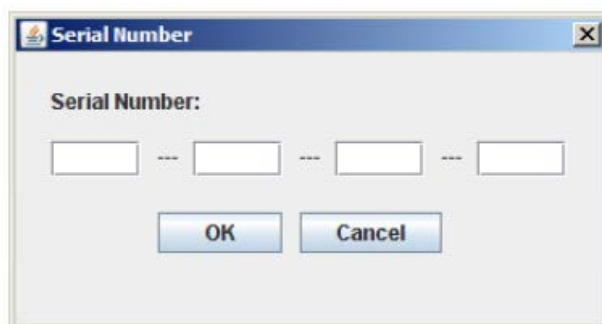 Serial Number
Serial Number:
--- --- ---
OK Cancel